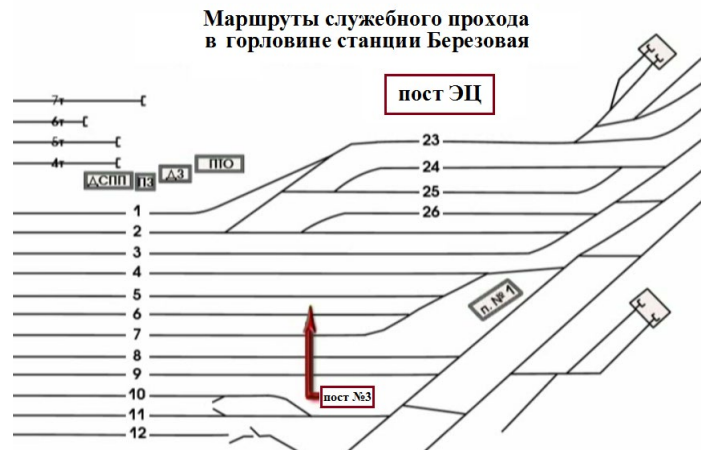 Маршруты служебного прохода
в горловине станции Березовая
пост ЭЦ
7т
6т
5т
4т
ДСПП
ПЗ
ДЗ
ПТО
23
24
25
26
1
2
3
4
5
6
7
8
9
10
11
12
п. № 1
пост №3